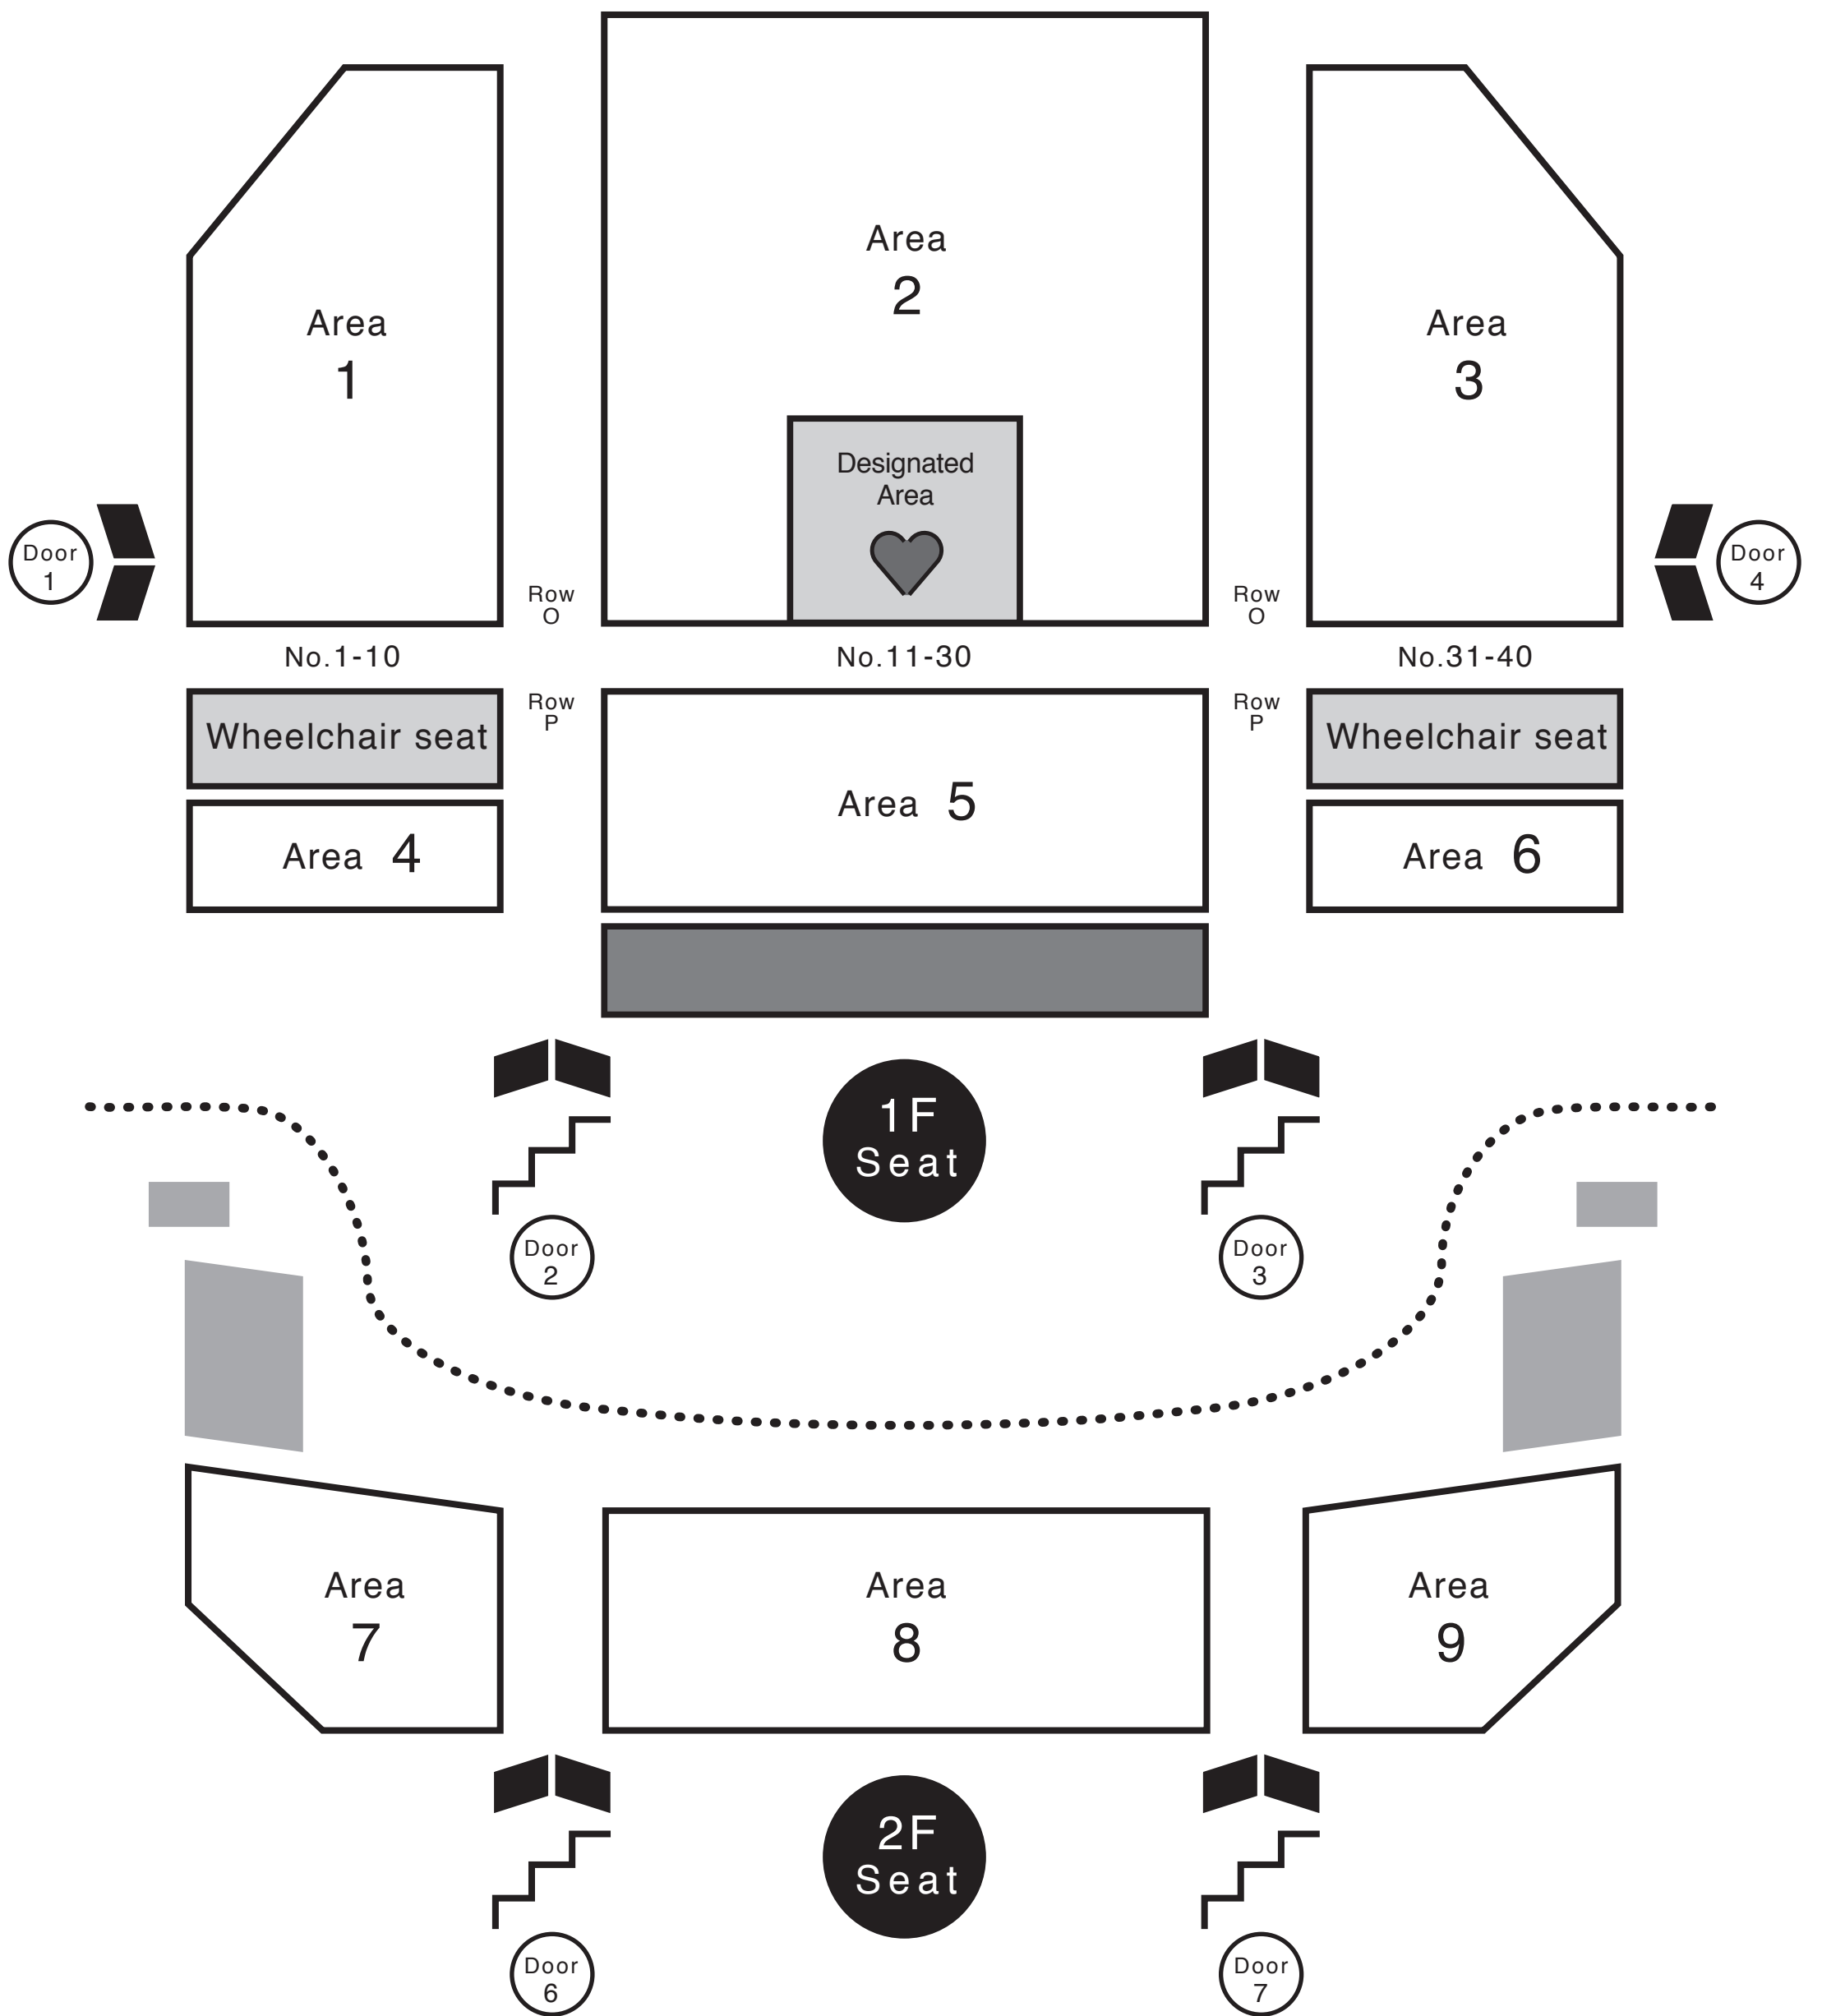 Area
2
Area
1
Area
3
Designated
Area
Door
1
Door
4
Row
O
Row
O
No.1-10
No.11-30
No.31-40
Wheelchair seat
Row
P
Row
P
Wheelchair seat
Area 5
Area 4
Area 6
1F
Seat
Door
2
Door
3
Area
7
Area
8
Area
9
2F
Seat
Door
6
Door
7